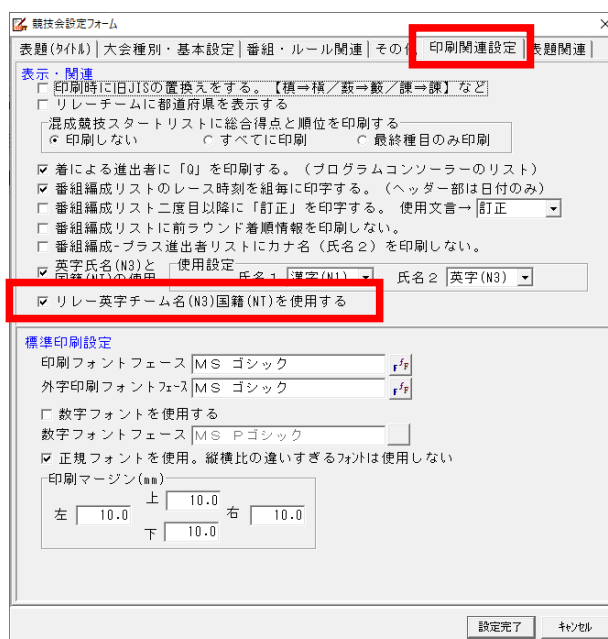 競技会設定フォーム
表題(ﾀｲﾄﾙ) 大会種別・基本設定 番組・ルール関連 その他 印刷関連設定 表題関連
表示・関連
印刷時に旧JISの置換えをする。【槙⇒槇／薮⇒藪／諌⇒諫】など
リレーチームに都道府県を表示する
混成競技スタートリストに総合得点と順位を印刷する
印刷しない すべてに印刷 最終種目のみ印刷
着による進出者に「Q」を印刷する。（プログラムコンソーラーのリスト）
番組編成リストのレース時刻を組毎に印字する。（ヘッダー部は日付のみ）
番組編成リスト二度目以降に「訂正」を印字する。 使用文言→ 訂正
番組編成リストに前ラウンド着順情報を印刷しない。
番組編成-プラス進出者リストにカナ名（氏名２）を印刷しない。
英字氏名(N3)と
国籍(NT)の使用
使用設定
氏名１ 漢字(N1) 氏名２ 英字(N3)
リレー英字チーム名(N3)国籍(NT)を使用する
標準印刷設定
印刷フォントフェース ＭＳ ゴシック
外字印刷フォントﾌｪｰｽ ＭＳ ゴシック
数字フォントを使用する
数字フォントフェース ＭＳ Ｐゴシック
正規フォントを使用。縦横比の違いすぎるﾌｫﾝﾄは使用しない
印刷マージン(mm)
上 10.0
左 10.0 右 10.0
下 10.0
設定完了 ｷｬﾝｾﾙ